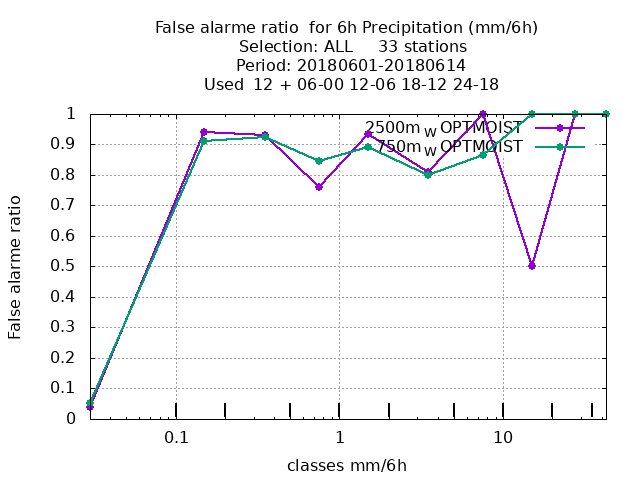 False alarme ratio  for 6h Precipitation (mm/6h)
Selection: ALL     33 stations
Period: 20180601-20180614
Used  12 + 06-00 12-06 18-12 24-18
2500m_w OPTMOIST
750m_w OPTMOIST
1
0.9
0.8
0.7
0.6
0.5
0.4
0.3
0.2
0.1
0
False alarme ratio
0.1 1 10
classes mm/6h